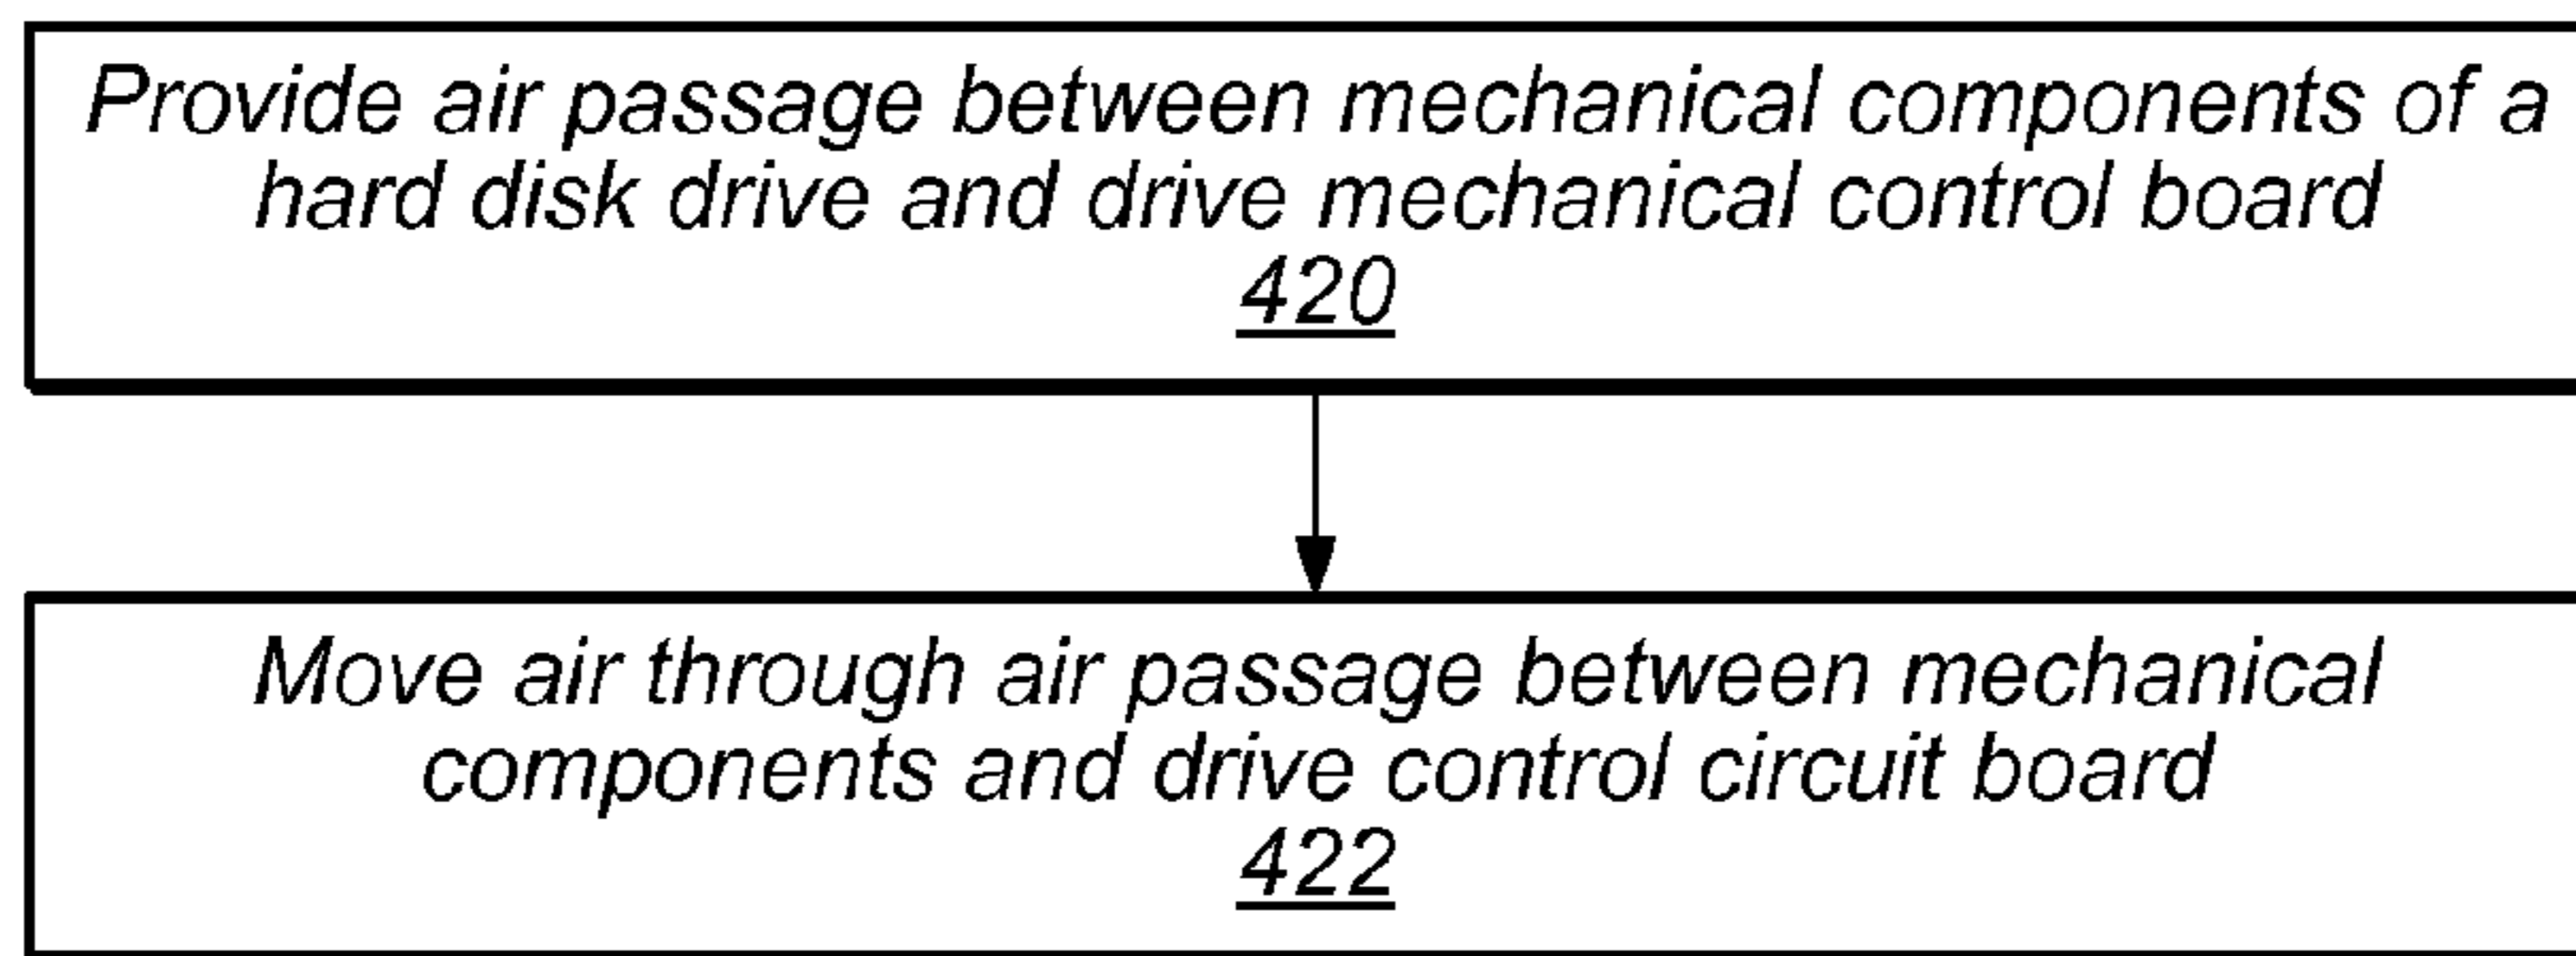 Provide air passage between mechanical components of a
hard disk drive and drive mechanical control board
420
Move air through air passage between mechanical
components and drive control circuit board
422